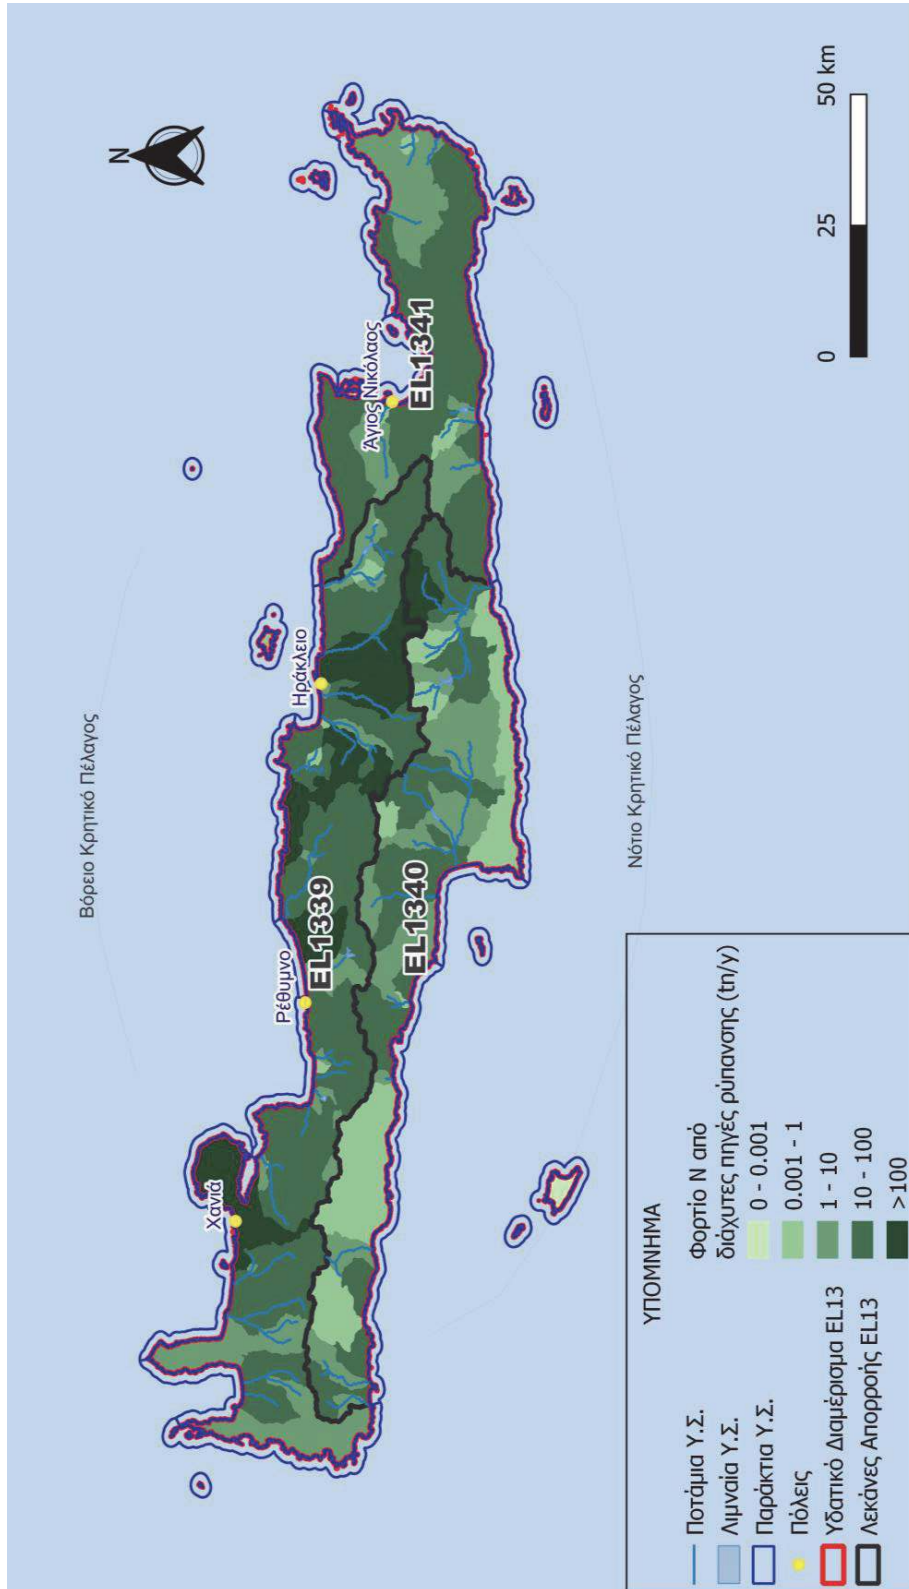 N
Βόρειο Κρητικό Πέλαγος
Χανιά
Ρέθυμνο
Ηράκλειο
Άγιος Νικόλαος
EL1339
EL1340
EL1341
Νότιο Κρητικό Πέλαγος
0 25 50 km
ΥΠΟΜΝΗΜΑ
Ποτάμια Υ.Σ.
Λιμναία Υ.Σ.
Παράκτια Υ.Σ.
Πόλεις
Υδατικό Διαμέρισμα EL13
Λεκάνες Απορροής EL13
Φορτίο Ν από
διάχυτες πηγές ρύπανσης (tn/y)
0 - 0.001
0.001 - 1
1 - 10
10 - 100
>100